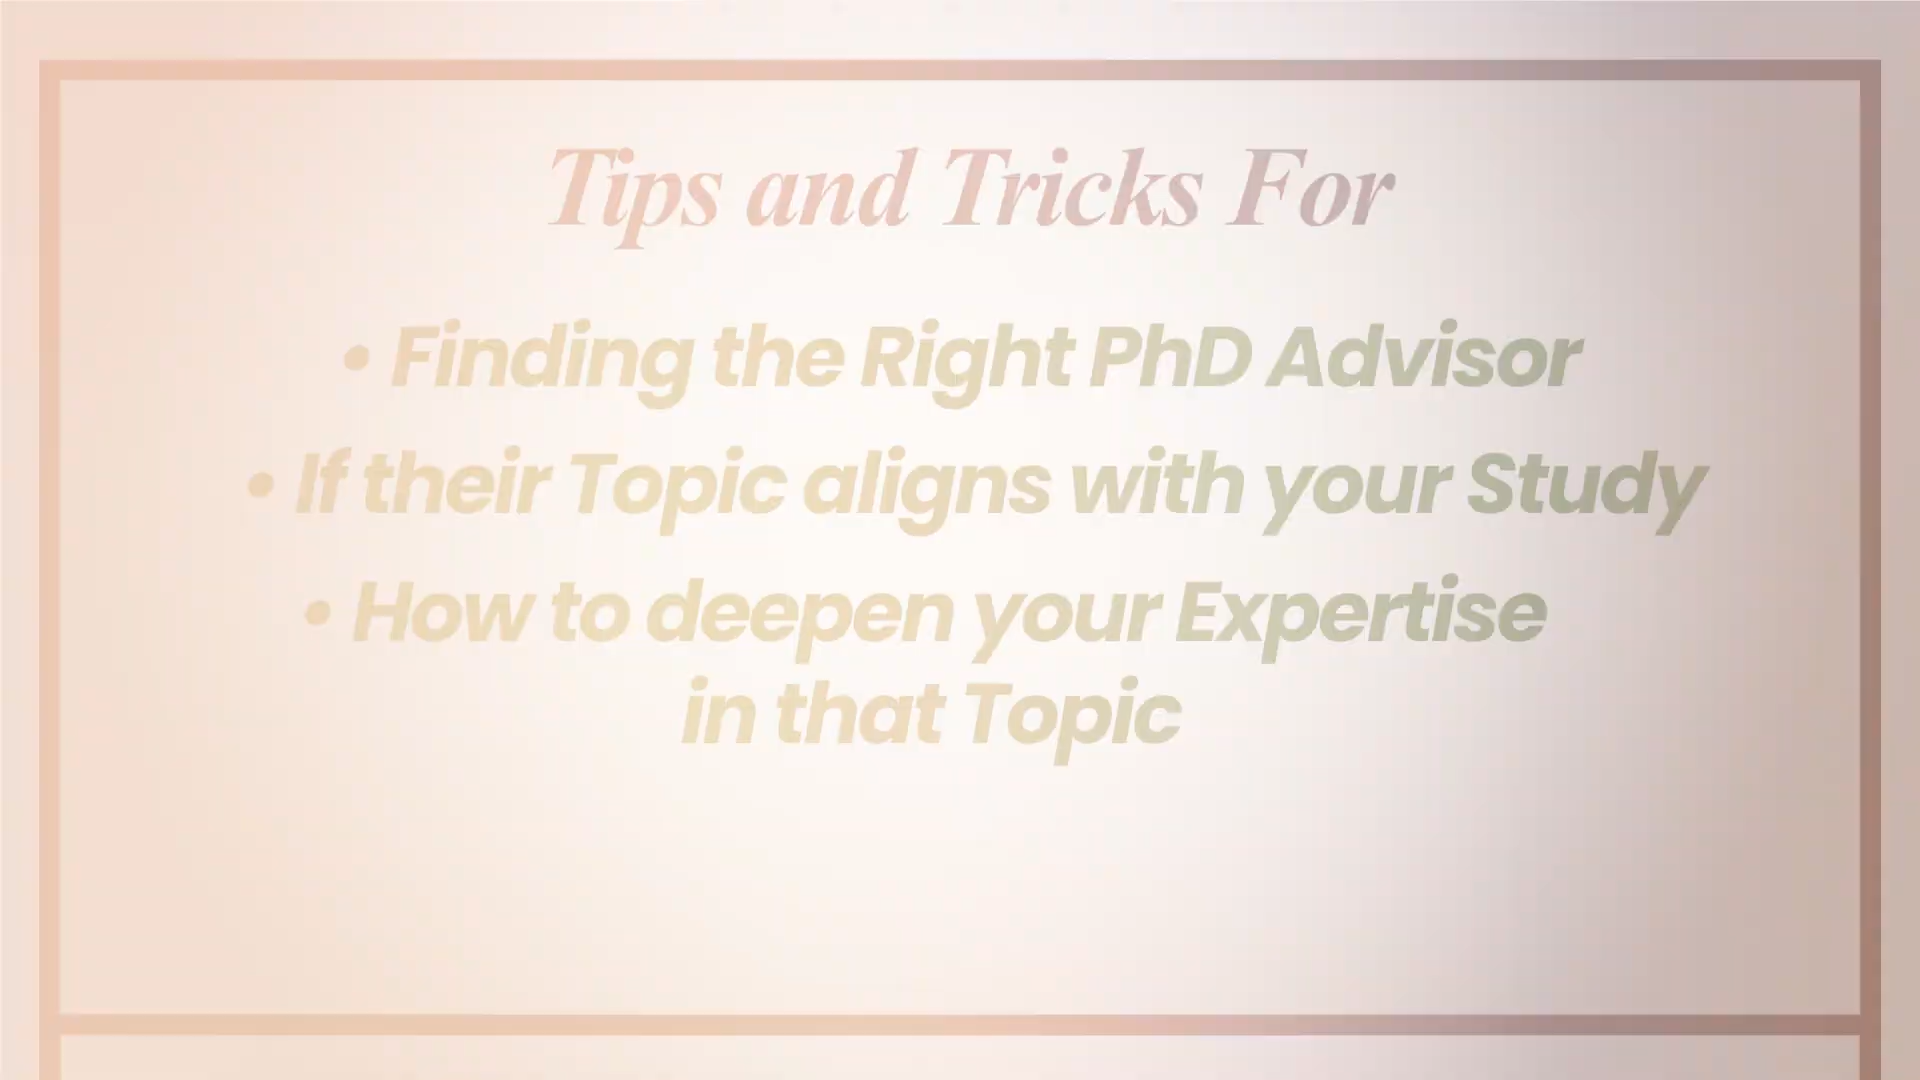 Tips and Tricks For
• Finding the Right PhD Advisor
• If their Topic aligns with your Study
• How to deepen your Expertise
in that Topic